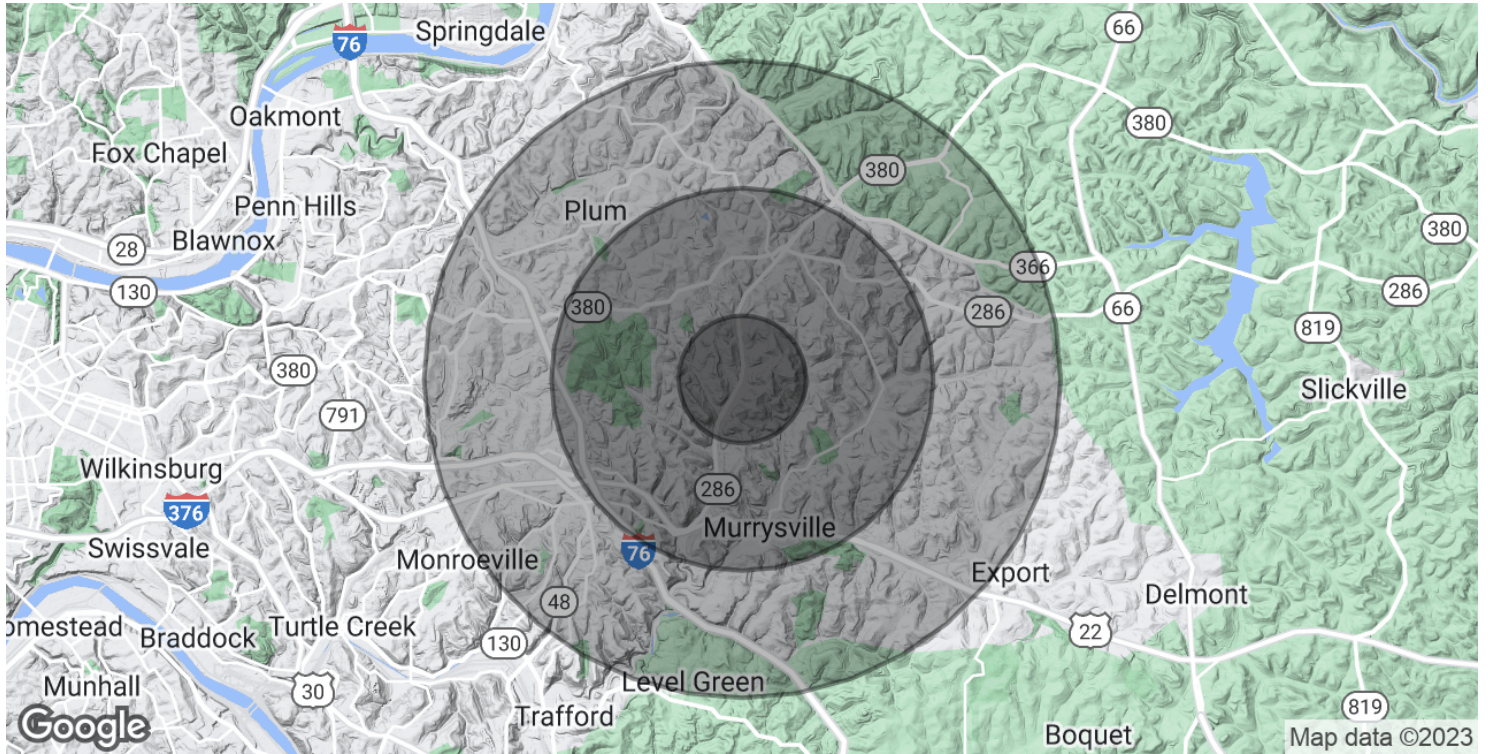 66
76
Springdale
Oakmont
380
Fox Chapel
380
Penn Hills
Plum
380
28
Blawnox
366
130
286
380
286
66
819
380
Slickville
791
Wilkinsburg
286
376
Murrysville
Swissvale
76
Monroeville
Export
Delmont
48
omestead
Braddock
Turtle Creek
130
22
Munhall
30
Level Green
819
Trafford
Google
Boquet
Map data ©2023